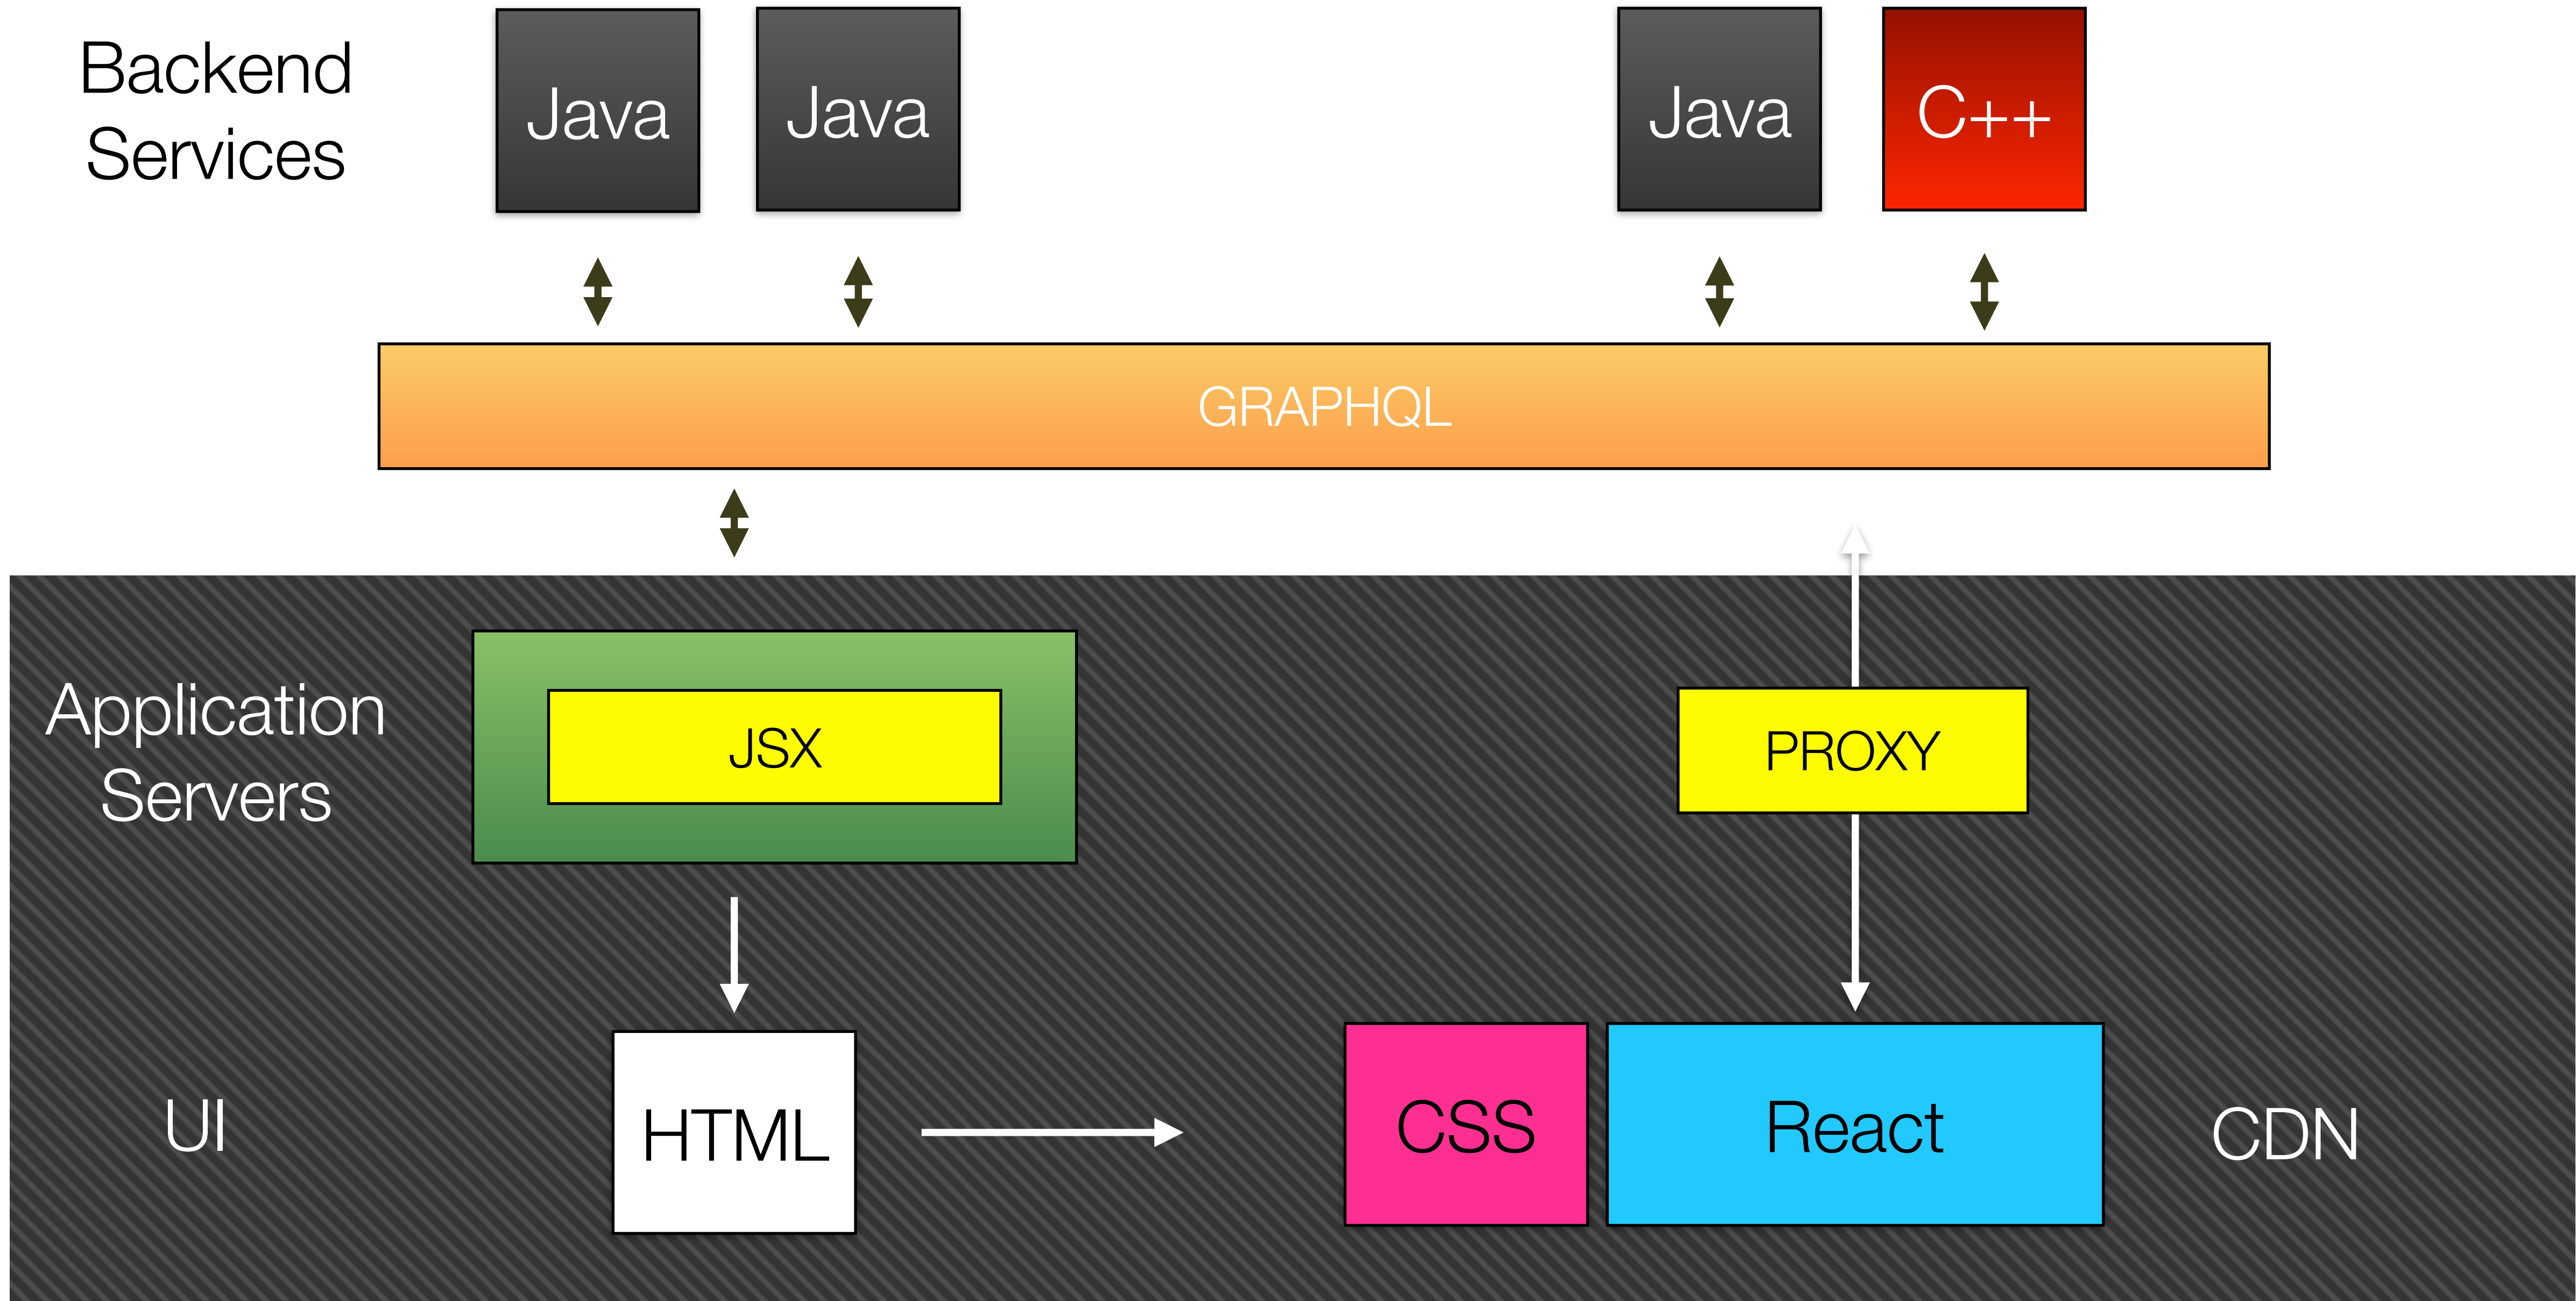 Backend
Services
Java
Java
Java
C++
GRAPHQL
Application
Servers
JSX
PROXY
UI
HTML
CSS
React
CDN